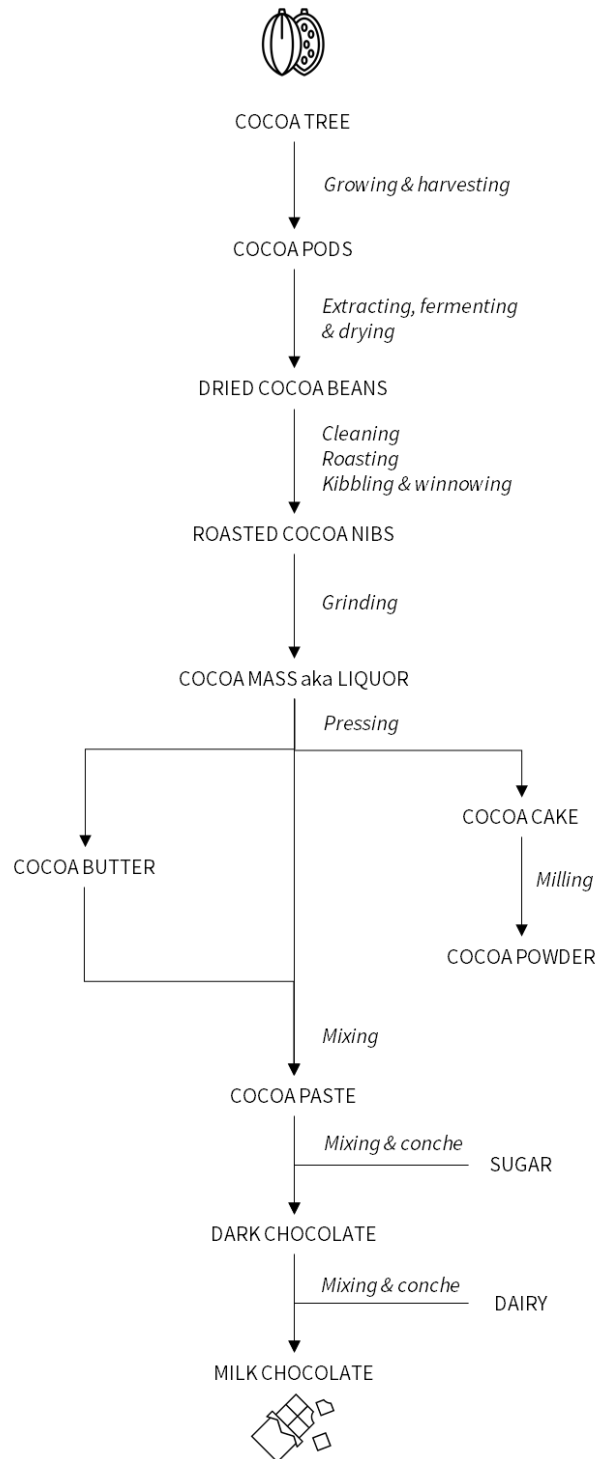 COCOA TREE
Growing & harvesting
COCOA PODS
Extracting, fermenting
& drying
DRIED COCOA BEANS
Cleaning
Roasting
Kibbling & winnowing
ROASTED COCOA NIBS
Grinding
COCOA MASS aka LIQUOR
Pressing
COCOA CAKE
COCOA BUTTER
Milling
COCOA POWDER
Mixing
COCOA PASTE
Mixing & conche
SUGAR
DARK CHOCOLATE
Mixing & conche
DAIRY
MILK CHOCOLATE